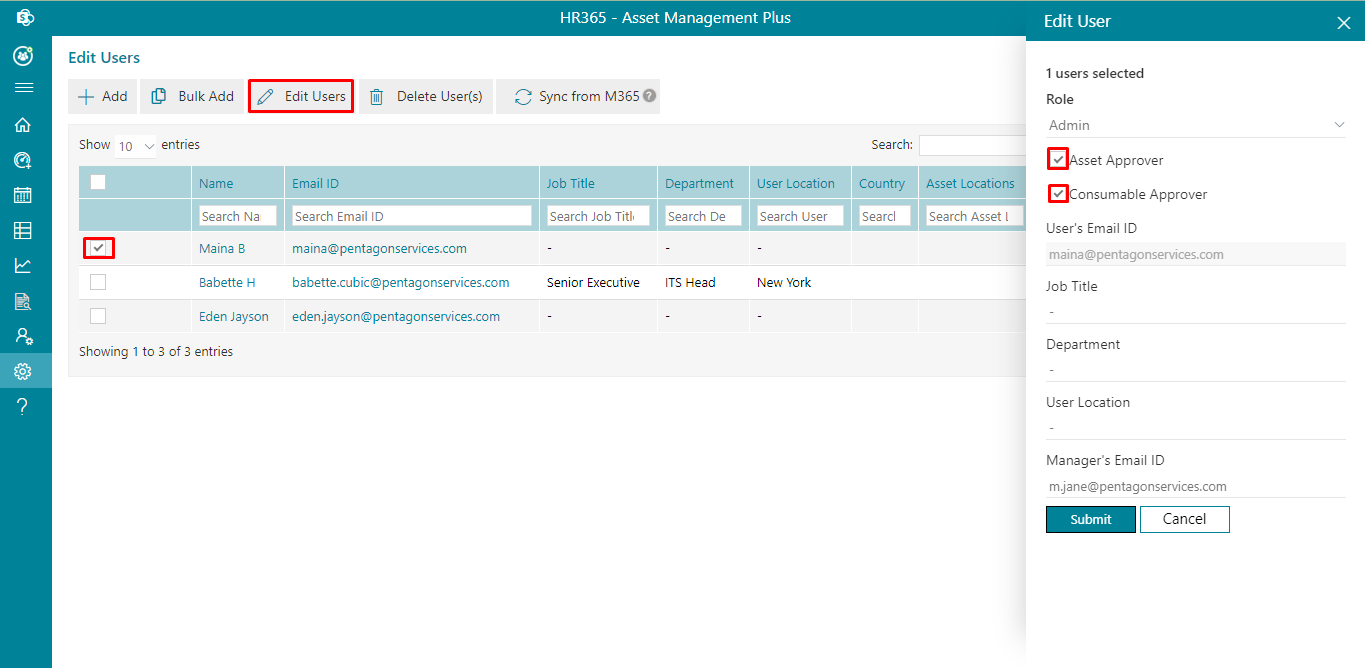 HR365 - Asset Management Plus
Edit Users
Add
Bulk Add
Edit Users
Delete User(s)
Sync from M365
Show 10 entries
Search:
Name
Email ID
Job Title
Department
User Location
Country
Asset Locations
Search Na
Search Email ID
Search Job Title
Search De
Search User
Search
Search Asset L
Maina B
maina@pentagonservices.com
-
-
-
Babette H
babette.cubic@pentagonservices.com
Senior Executive
ITS Head
New York
Eden Jayson
eden.jayson@pentagonservices.com
-
-
-
Showing 1 to 3 of 3 entries
Edit User
1 users selected
Role
Admin
Asset Approver
Consumable Approver
User's Email ID
maina@pentagonservices.com
Job Title
-
Department
-
User Location
-
Manager's Email ID
m.jane@pentagonservices.com
Submit
Cancel